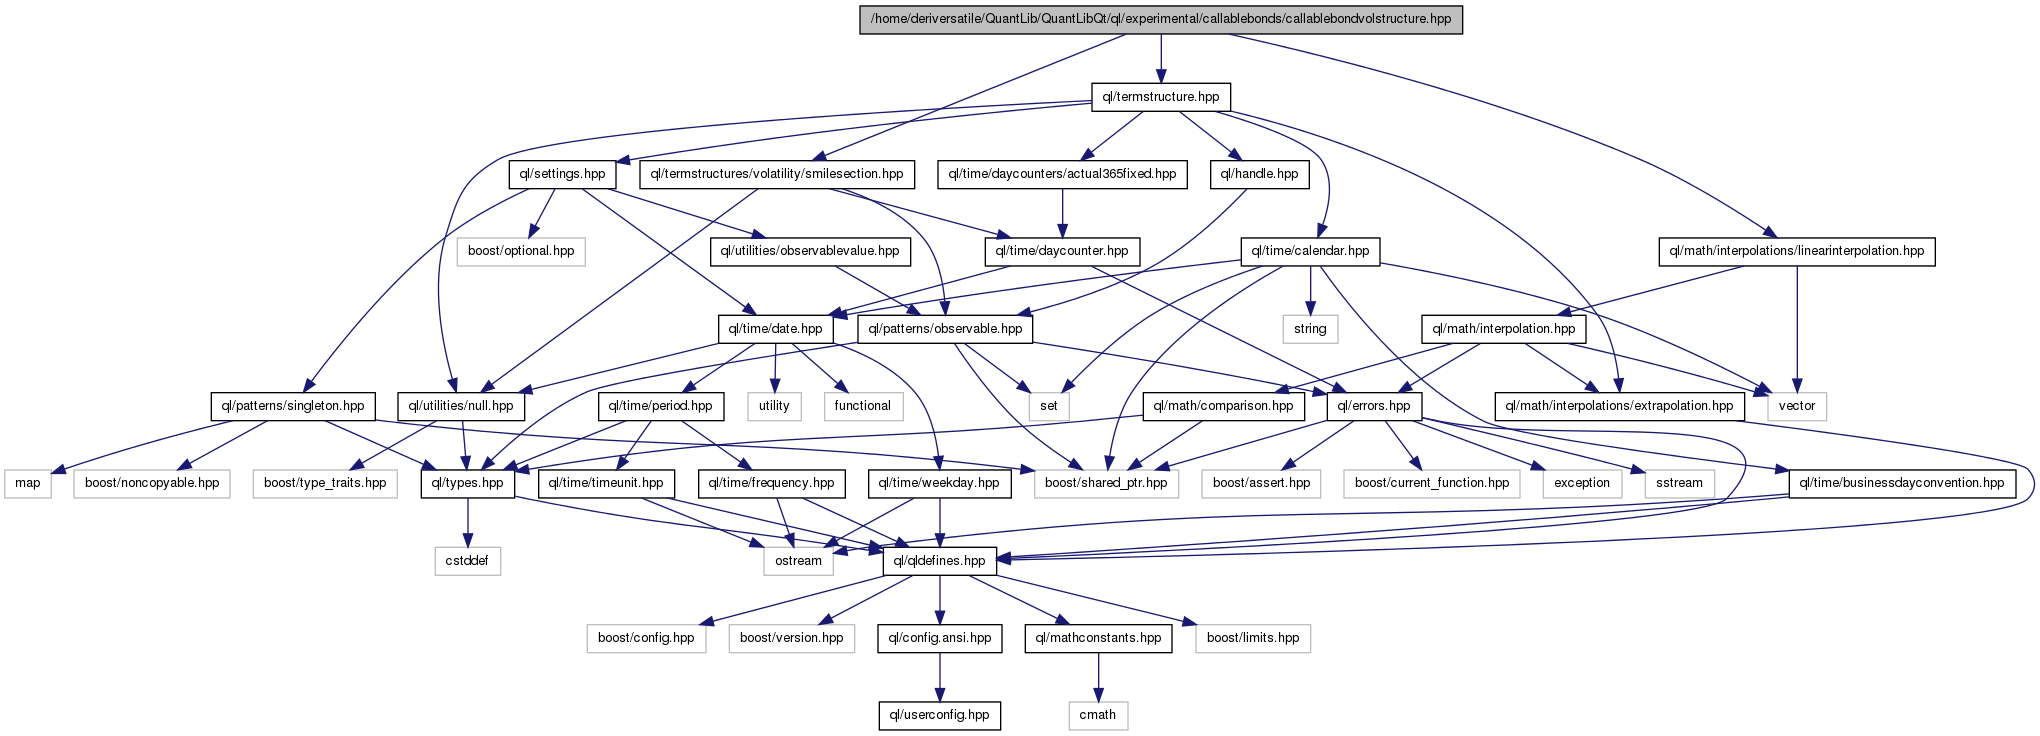 /home/deriversatile/QuantLib/QuantLibQt/ql/experimental/callablebonds/callablebondvolstructure.hpp
ql/termstructure.hpp
ql/settings.hpp
ql/termstructures/volatility/smilesection.hpp
ql/time/daycounters/actual365fixed.hpp
ql/handle.hpp
boost/optional.hpp
ql/utilities/observablevalue.hpp
ql/time/daycounter.hpp
ql/time/calendar.hpp
ql/math/interpolations/linearinterpolation.hpp
ql/time/date.hpp
ql/patterns/observable.hpp
string
ql/math/interpolation.hpp
ql/patterns/singleton.hpp
ql/utilities/null.hpp
ql/time/period.hpp
utility
functional
set
ql/math/comparison.hpp
ql/errors.hpp
ql/math/interpolations/extrapolation.hpp
vector
map
boost/noncopyable.hpp
boost/type_traits.hpp
ql/types.hpp
ql/time/timeunit.hpp
ql/time/frequency.hpp
ql/time/weekday.hpp
boost/shared_ptr.hpp
boost/assert.hpp
boost/current_function.hpp
exception
sstream
ql/time/businessdayconvention.hpp
cstddef
ostream
ql/qldefines.hpp
boost/config.hpp
boost/version.hpp
ql/config.ansi.hpp
ql/mathconstants.hpp
boost/limits.hpp
ql/userconfig.hpp
cmath